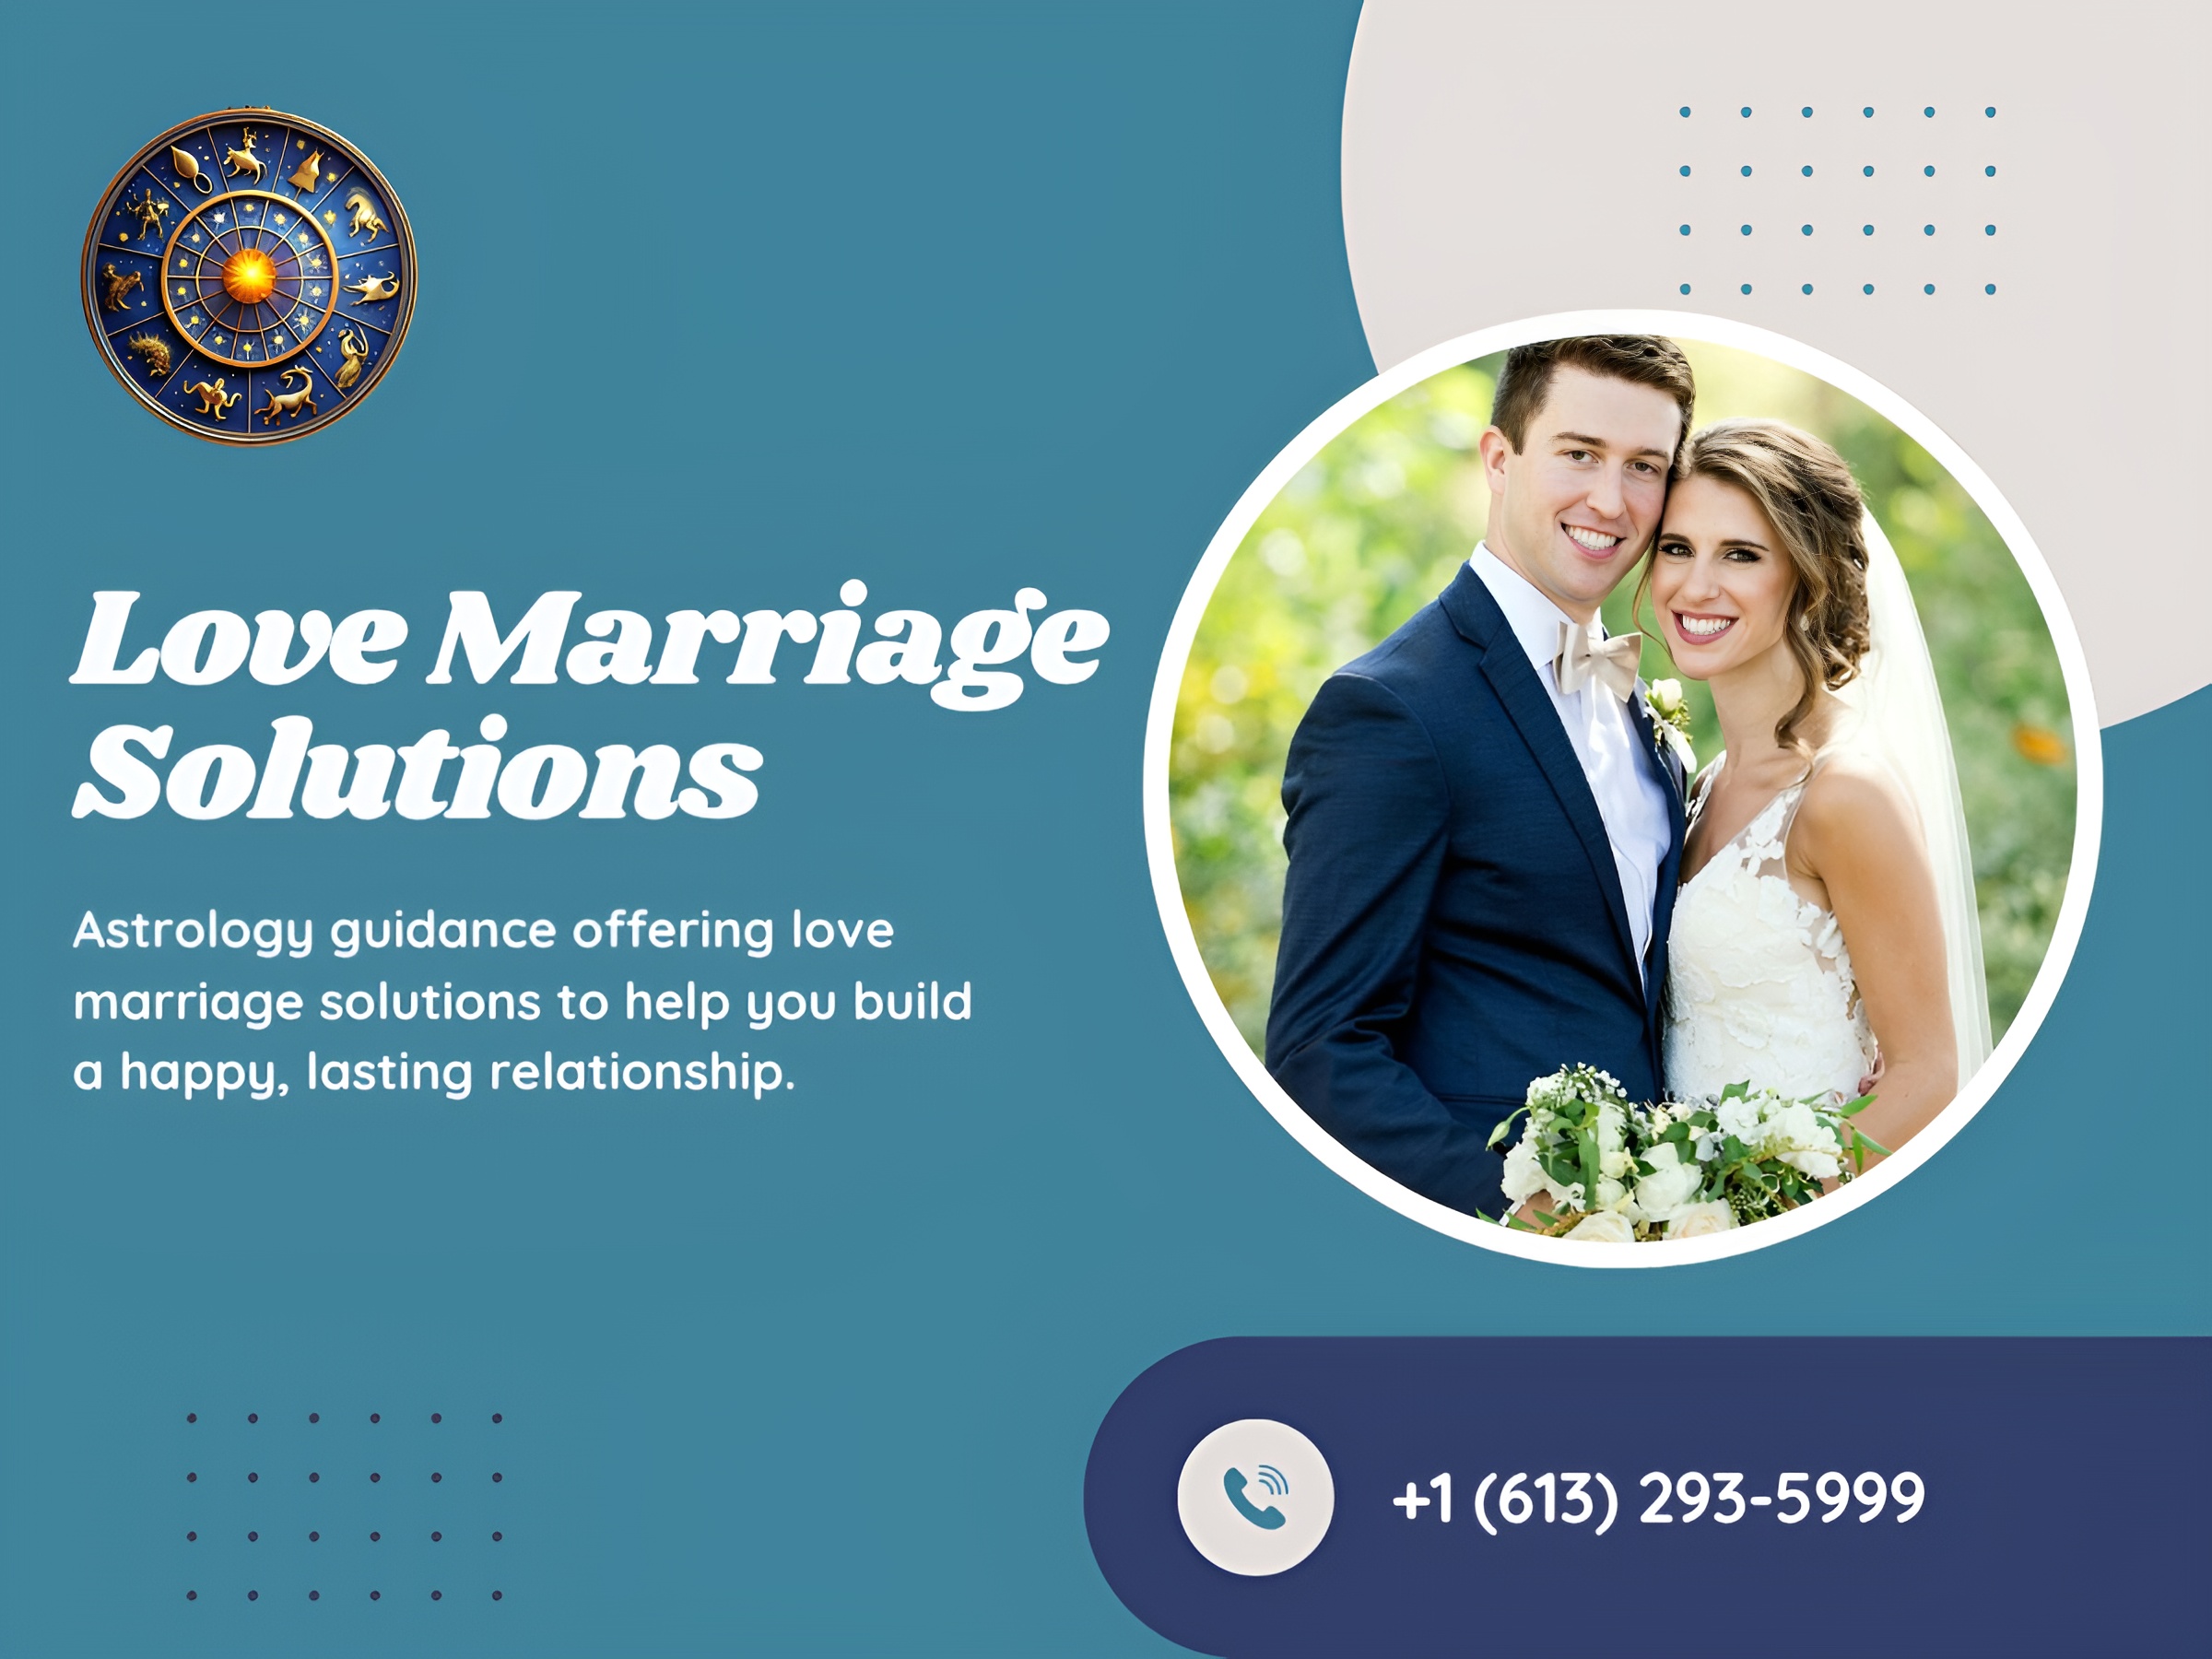 Love Marriage
Solutions
Astrology guidance offering love
marriage solutions to help you build
a happy, lasting relationship.
+1 (613) 293-5999